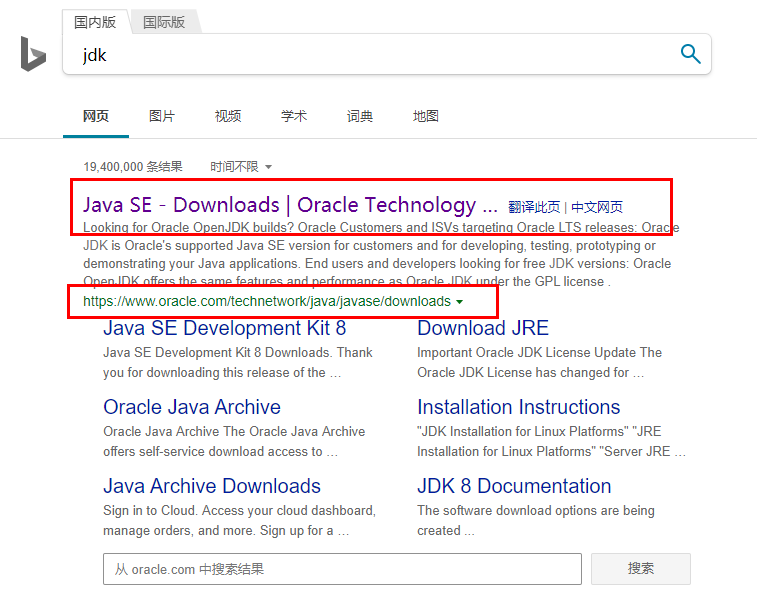 国内版 国际版
jdk
网页 图片 视频 学术 词典 地图
19,400,000 条结果 时间不限
Java SE - Downloads | Oracle Technology ... 翻译此页 | 中文网页
Looking for Oracle OpenJDK builds? Oracle Customers and ISVs targeting Oracle LTS releases: Oracle
JDK is Oracle's supported Java SE version for customers and for developing, testing, prototyping or
demonstrating your Java applications. End users and developers looking for free JDK versions: Oracle
OpenJDK offers the same features and performance as Oracle JDK under the GPL license .
https://www.oracle.com/technetwork/java/javase/downloads
Java SE Development Kit 8
Java SE Development Kit 8 Downloads. Thank
you for downloading this release of the ...
Download JRE
Important Oracle JDK License Update The
Oracle JDK License has changed for ...
Oracle Java Archive
Oracle Java Archive The Oracle Java Archive
offers self-service download access to ...
Installation Instructions
"JDK Installation for Linux Platforms" "JRE
Installation for Linux Platforms" "Server JRE ...
Java Archive Downloads
Sign in to Cloud. Access your cloud dashboard,
manage orders, and more. Sign up for a ...
JDK 8 Documentation
The software download options are being
created ...
从 oracle.com 中搜索结果 搜索